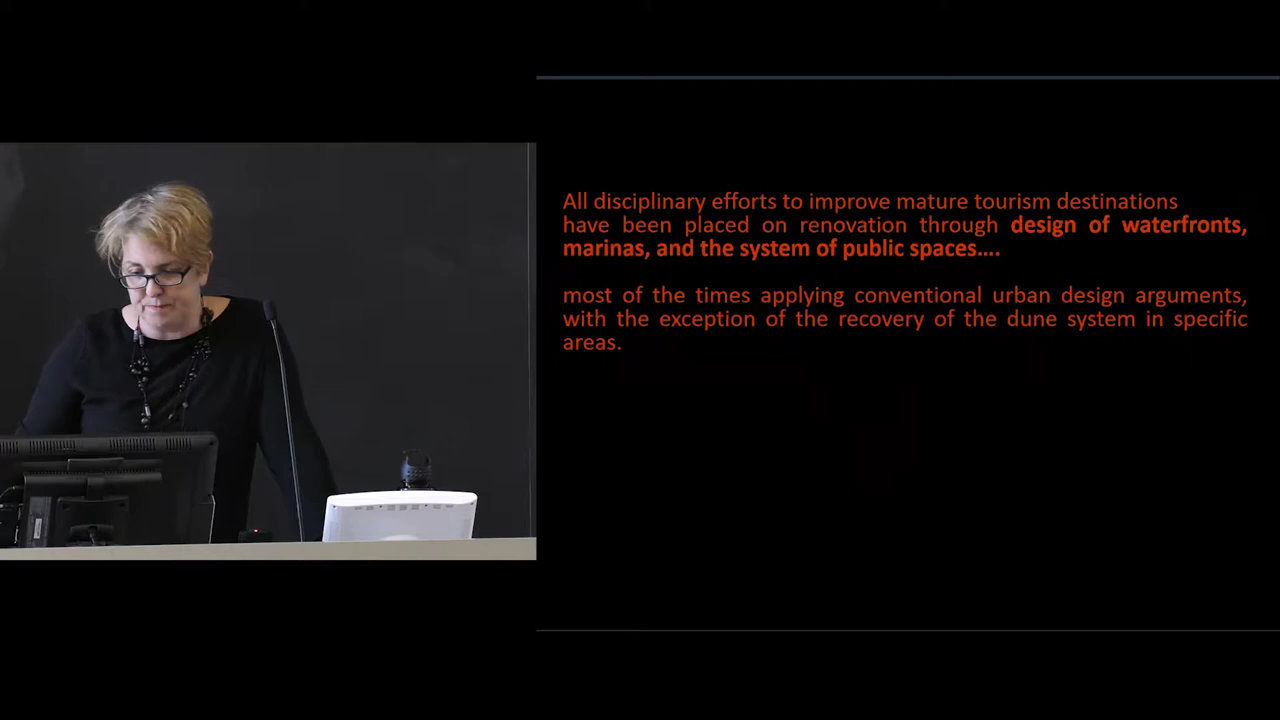 All disciplinary efforts to improve mature tourism destinations
have been placed on renovation through design of waterfronts,
marinas, and the system of public spaces....
most of the times applying conventional urban design arguments,
with the exception of the recovery of the dune system in specific
areas.